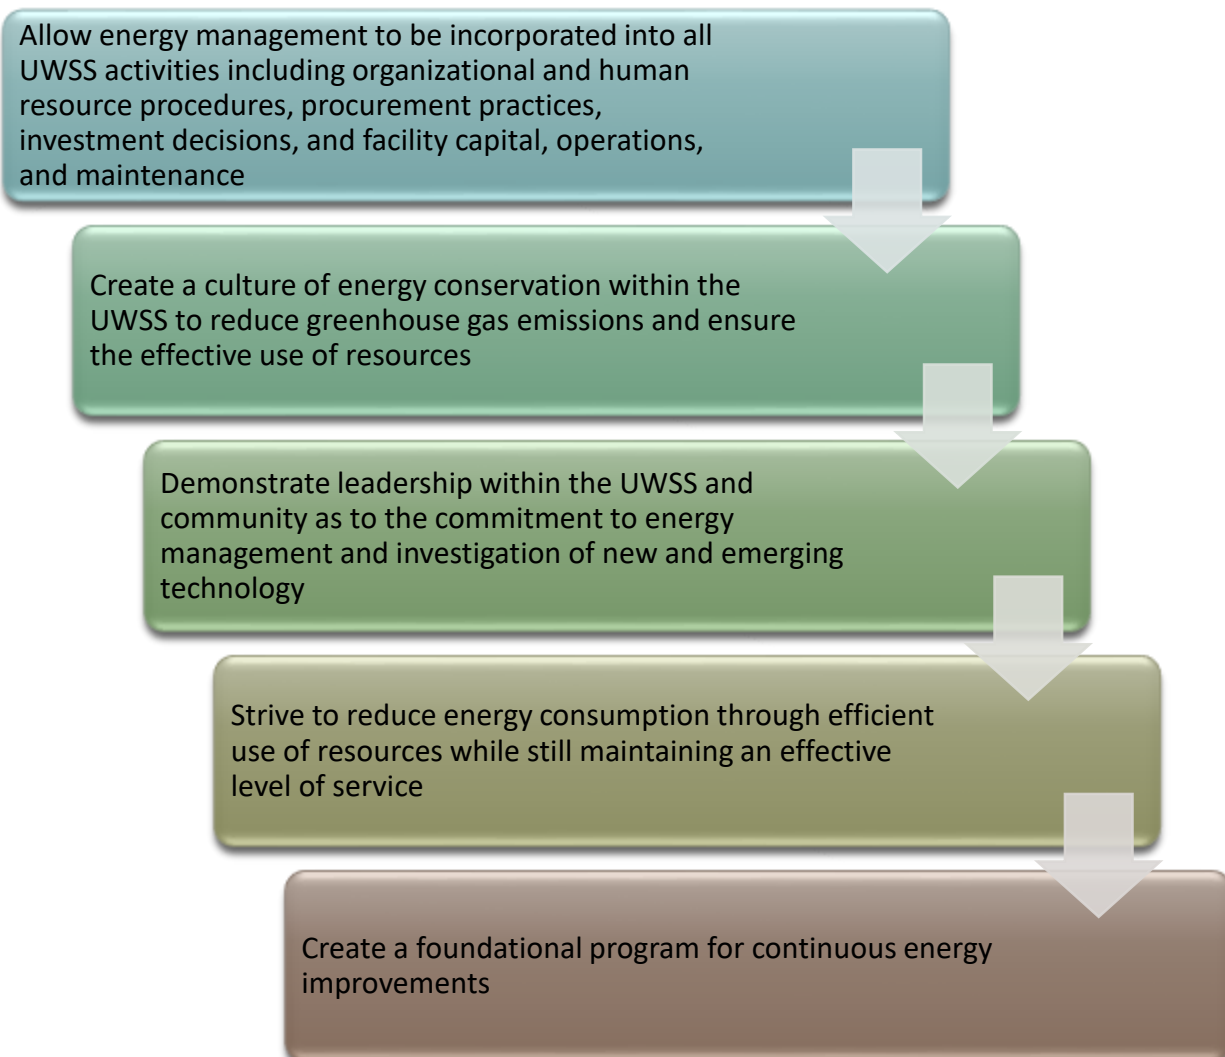 Allow energy management to be incorporated into all
UWSS activities including organizational and human
resource procedures, procurement practices,
investment decisions, and facility capital, operations,
and maintenance
Create a culture of energy conservation within the
UWSS to reduce greenhouse gas emissions and ensure
the effective use of resources
Demonstrate leadership within the UWSS and
community as to the commitment to energy
management and investigation of new and emerging
technology
Strive to reduce energy consumption through efficient
use of resources while still maintaining an effective
level of service
Create a foundational program for continuous energy
improvements